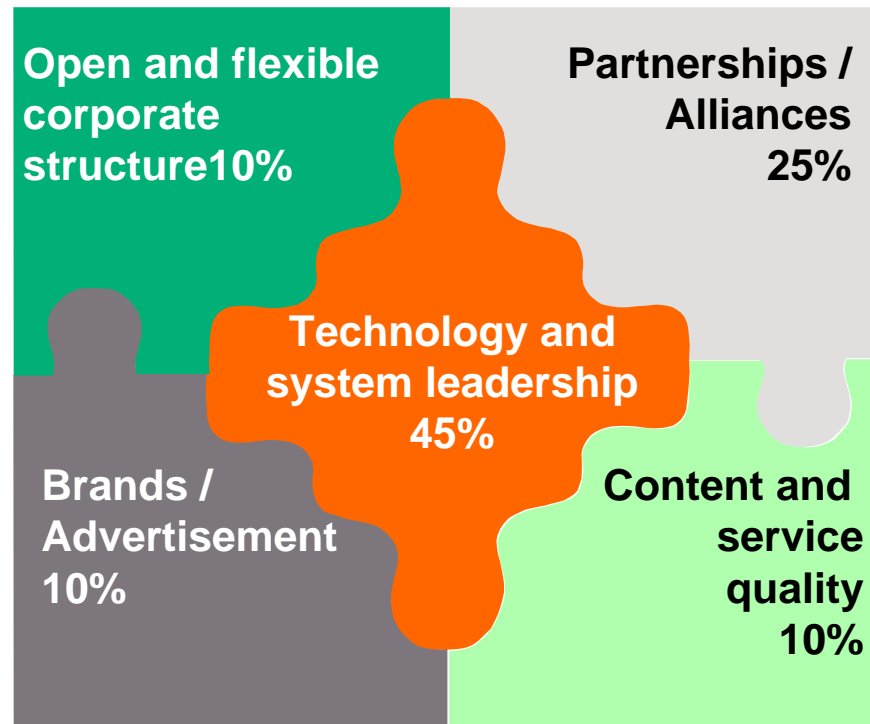 Open and flexible
corporate
structure10%
Partnerships /
Alliances
25%
Technology and
system leadership
45%
Brands /
Advertisement
10%
Content and
service
quality
10%